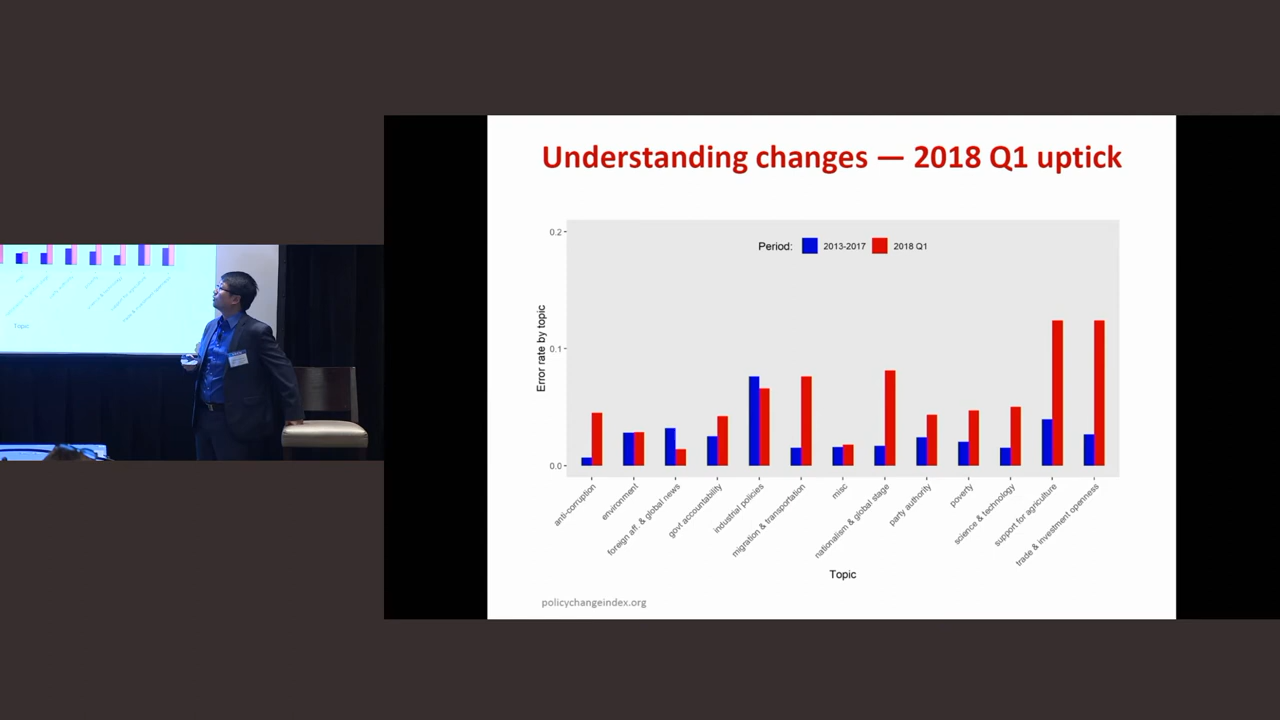 Understanding changes — 2018 Q1 uptick
0.2
0.1
0.0
Error rate by topic
Period:
2013-2017
2018 Q1
anti-corruption
environment
foreign aff. & global news
govt accountability
industrial policies
migration & transportation
misc
nationalism & global stage
party authority
poverty
science & technology
support for agriculture
trade & investment openness
Topic
policychangeindex.org
Topic